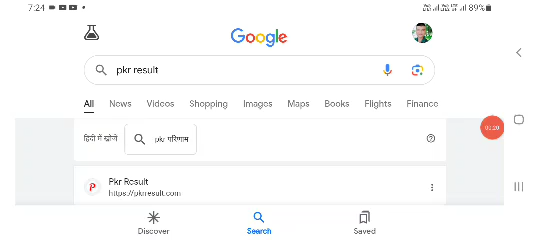 7:24
89%
Google
pkr result
All News Videos Shopping Images Maps Books Flights Finance
हिंदी में खोजें pkr परिणाम
00:20
Pkr Result
https://pkrresult.com
Discover Search Saved